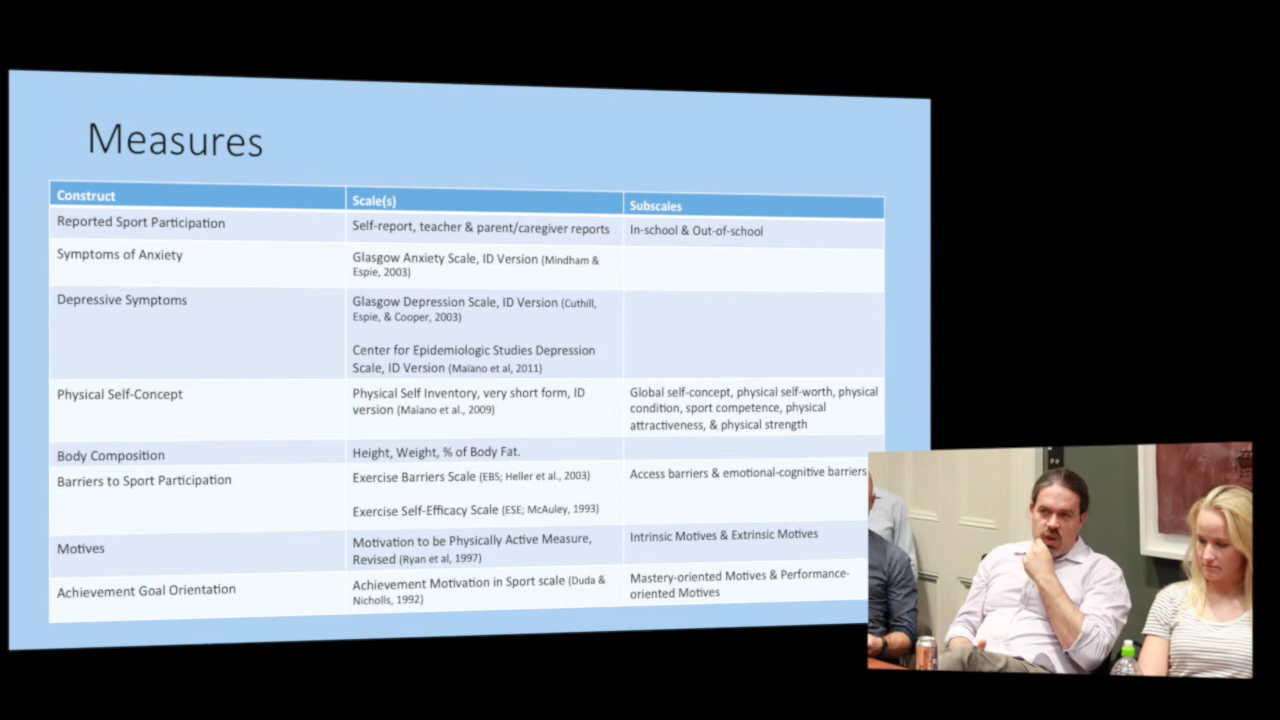 Measures
Construct Scale(s) Subscales
Reported Sport Participation Self-report, teacher & parent/caregiver reports In-school & Out-of-school
Symptoms of Anxiety Glasgow Anxiety Scale, ID Version (Mindham &
Espie, 2003)
Depressive Symptoms Glasgow Depression Scale, ID Version (Cuthill,
Espie, & Cooper, 2003)
Center for Epidemiologic Studies Depression
Scale, ID Version (Maïano et al, 2011)
Physical Self-Concept Physical Self Inventory, very short form, ID Global self-concept, physical self-worth, physical
version (Maïano et al., 2009) condition, sport competence, physical
attractiveness, & physical strength
Body Composition Height, Weight, % of Body Fat.
Barriers to Sport Participation Exercise Barriers Scale (EBS; Heller et al., 2003) Access barriers & emotional-cognitive barriers
Exercise Self-Efficacy Scale (ESE; McAuley, 1993)
Motives Motivation to be Physically Active Measure, Intrinsic Motives & Extrinsic Motives
Revised (Ryan et al, 1997)
Achievement Goal Orientation Achievement Motivation in Sport scale (Duda & Mastery-oriented Motives & Performance-
Nicholls, 1992) oriented Motives